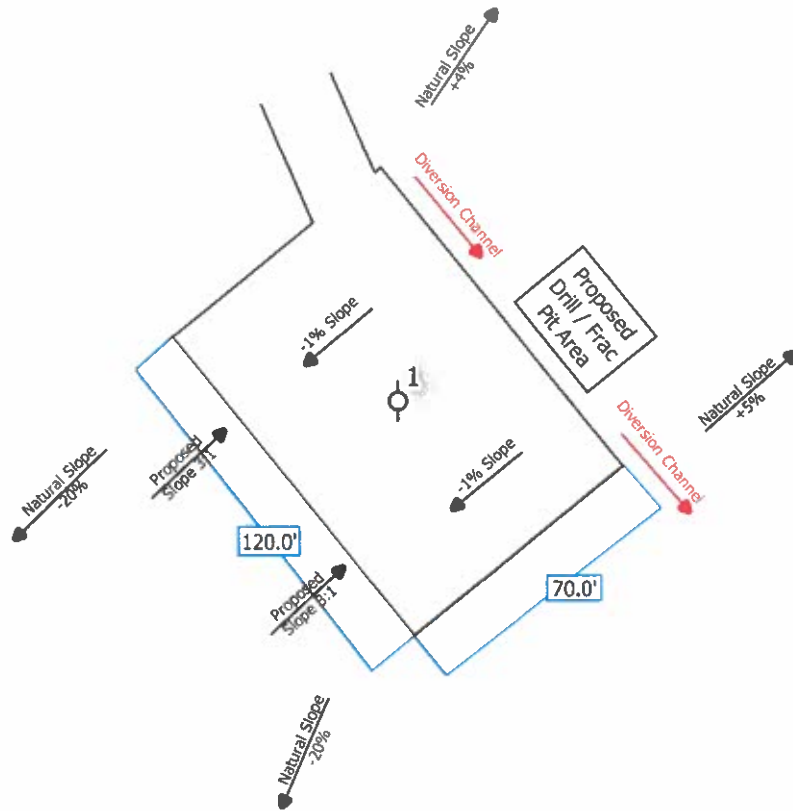 Natural Slope
+4%
Diversion Channel
Proposed
Drill / Frac
Pit Area
-1% Slope
1
Natural Slope
+5%
Diversion Channel
-1% Slope
Proposed
Slope 3:1
Natural Slope
-20%
120.0'
Proposed
Slope 3:1
70.0'
Natural Slope
-20%